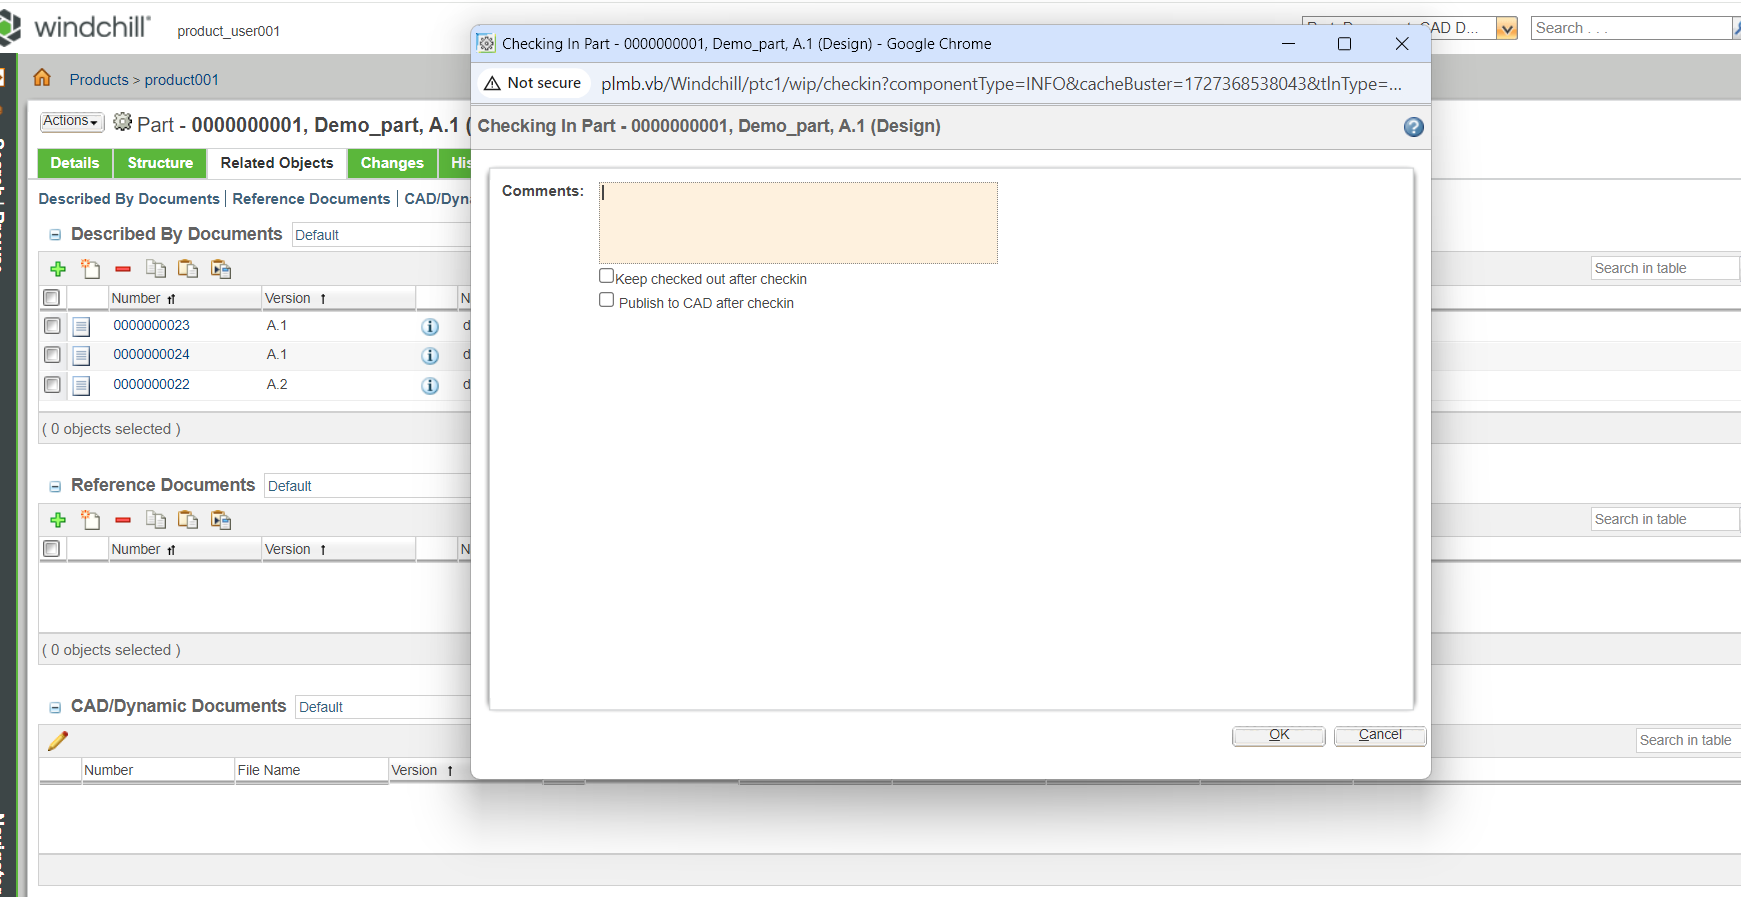 windchill
product_user001
AD D...
Search . . .
Products > product001
Actions
Part - 0000000001, Demo_part, A.1 (
Details
Structure
Related Objects
Changes
His
Described By Documents
Reference Documents
CAD/Dyna
Described By Documents
Default
Search in table
Number
Version
N
0000000023
A.1
d
0000000024
A.1
d
0000000022
A.2
d
( 0 objects selected )
Reference Documents
Default
Search in table
Number
Version
N
( 0 objects selected )
CAD/Dynamic Documents
Default
Search in table
Number
File Name
Version
Checking In Part - 0000000001, Demo_part, A.1 (Design) - Google Chrome
Not secure
plmb.vb/Windchill/ptc1/wip/checkin?componentType=INFO&cacheBuster=1727368538043&tlnType=...
Checking In Part - 0000000001, Demo_part, A.1 (Design)
Comments:
Keep checked out after checkin
Publish to CAD after checkin
OK
Cancel